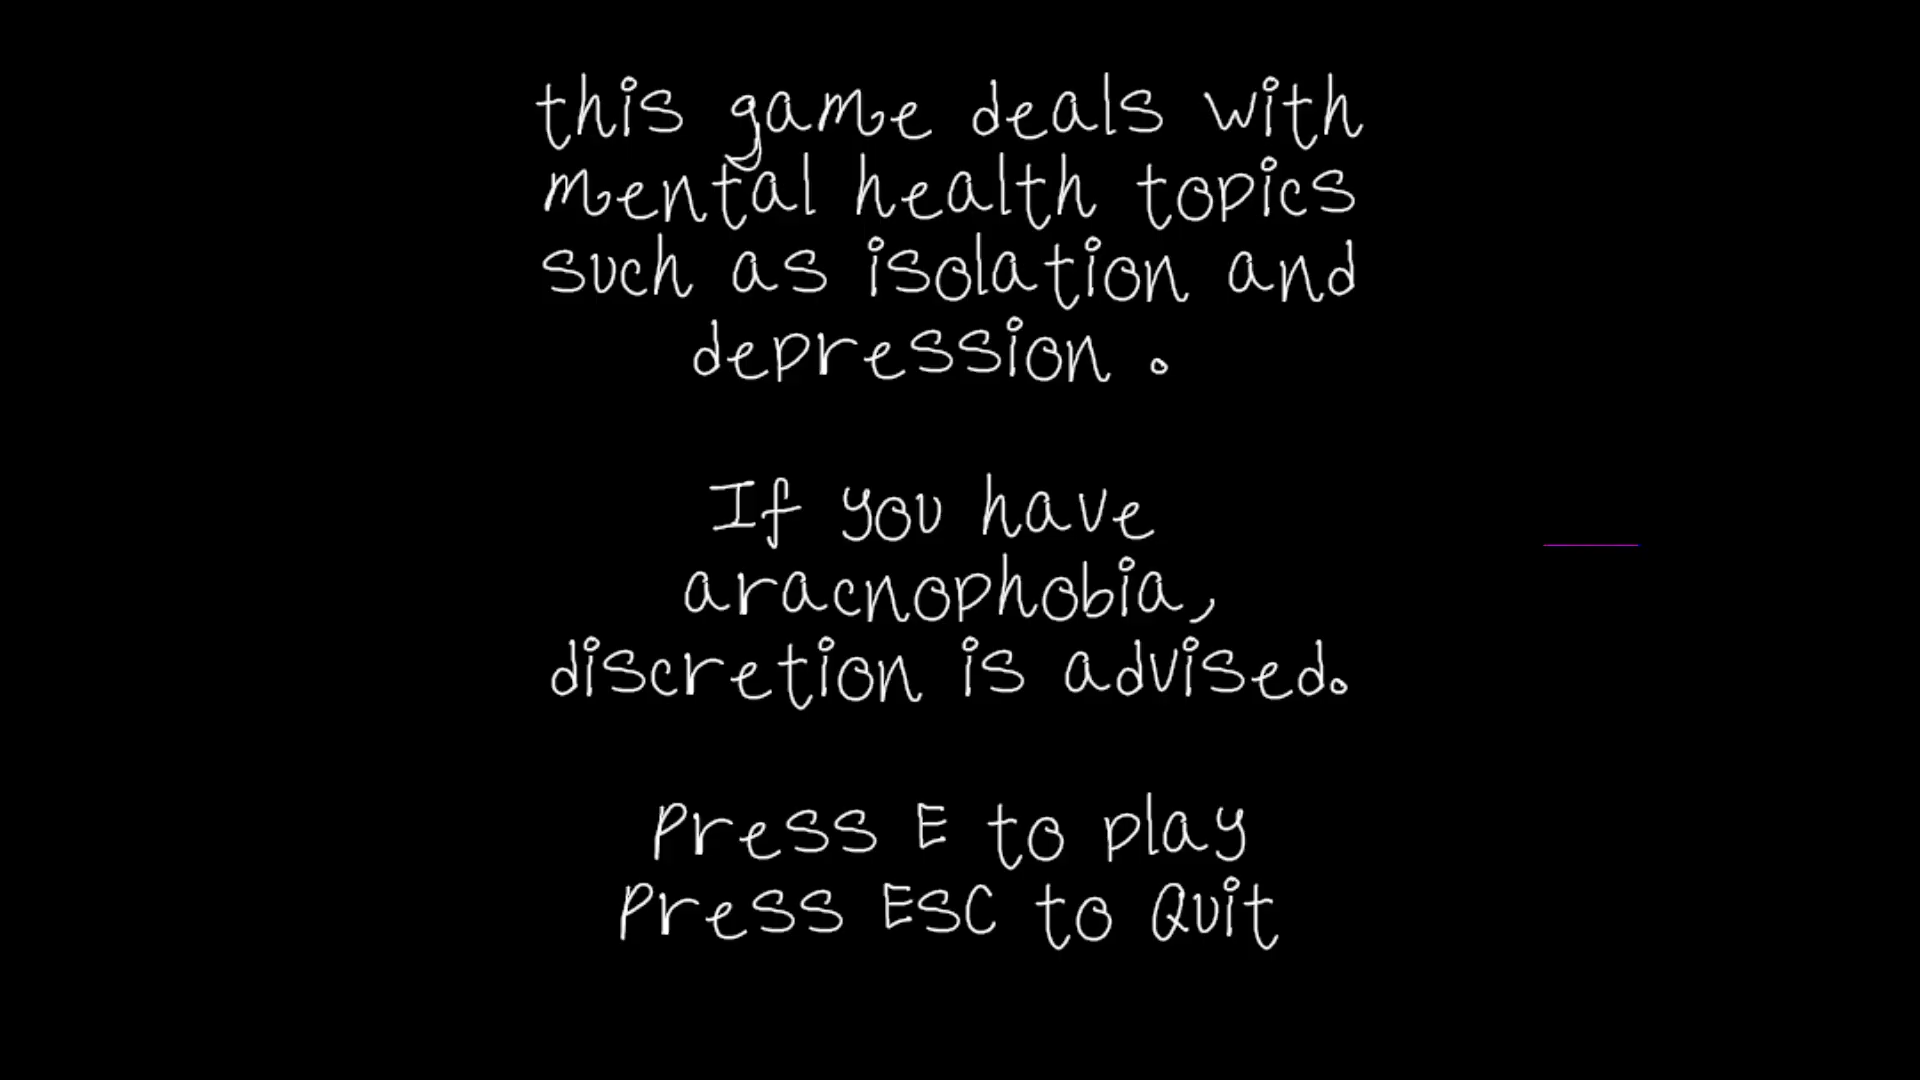 this game deals with
mental health topics
such as isolation and
depression .
If you have
aracnophobia,
discretion is advised.
Press E to play
Press ESC to Quit